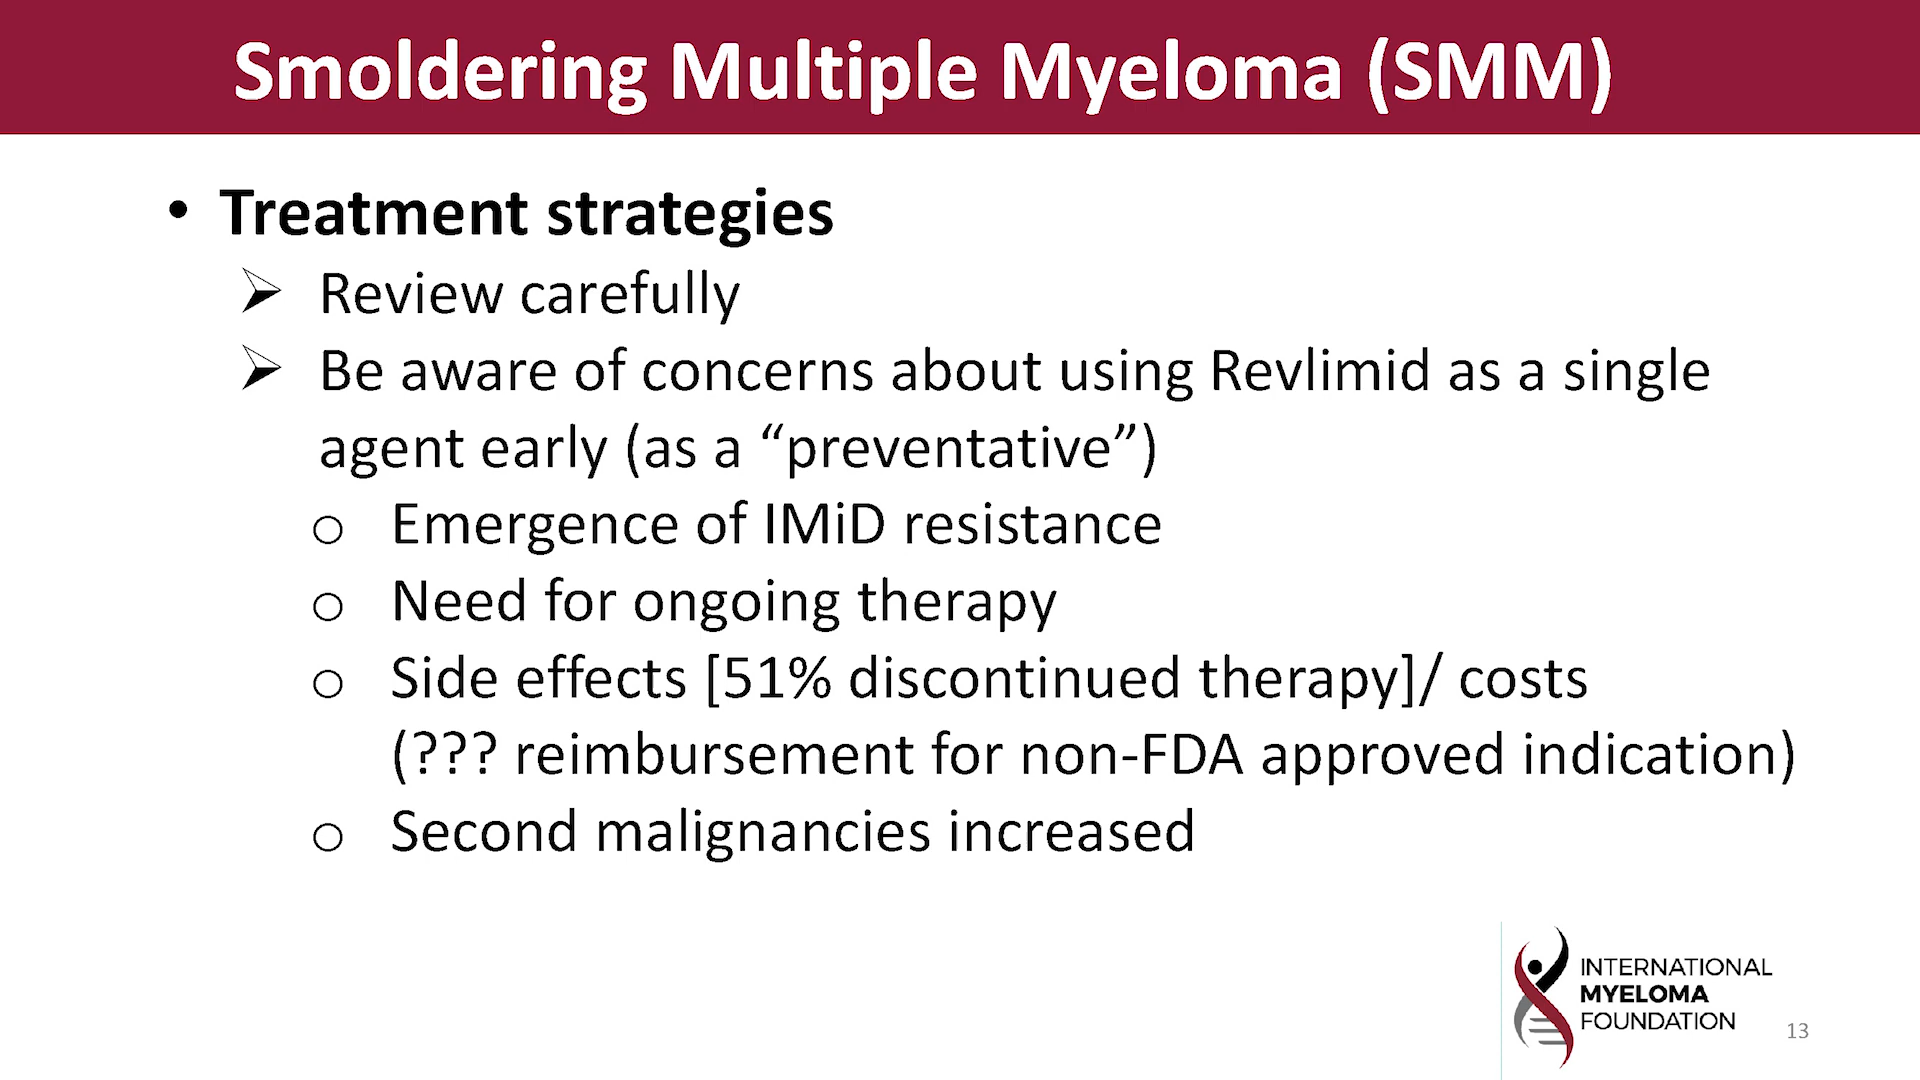 Smoldering Multiple Myeloma (SMM)
• Treatment strategies
➢ Review carefully
➢ Be aware of concerns about using Revlimid as a single
agent early (as a “preventative”)
o Emergence of IMiD resistance
o Need for ongoing therapy
o Side effects [51% discontinued therapy]/ costs
(??? reimbursement for non-FDA approved indication)
o Second malignancies increased
INTERNATIONAL
MYELOMA
FOUNDATION
13